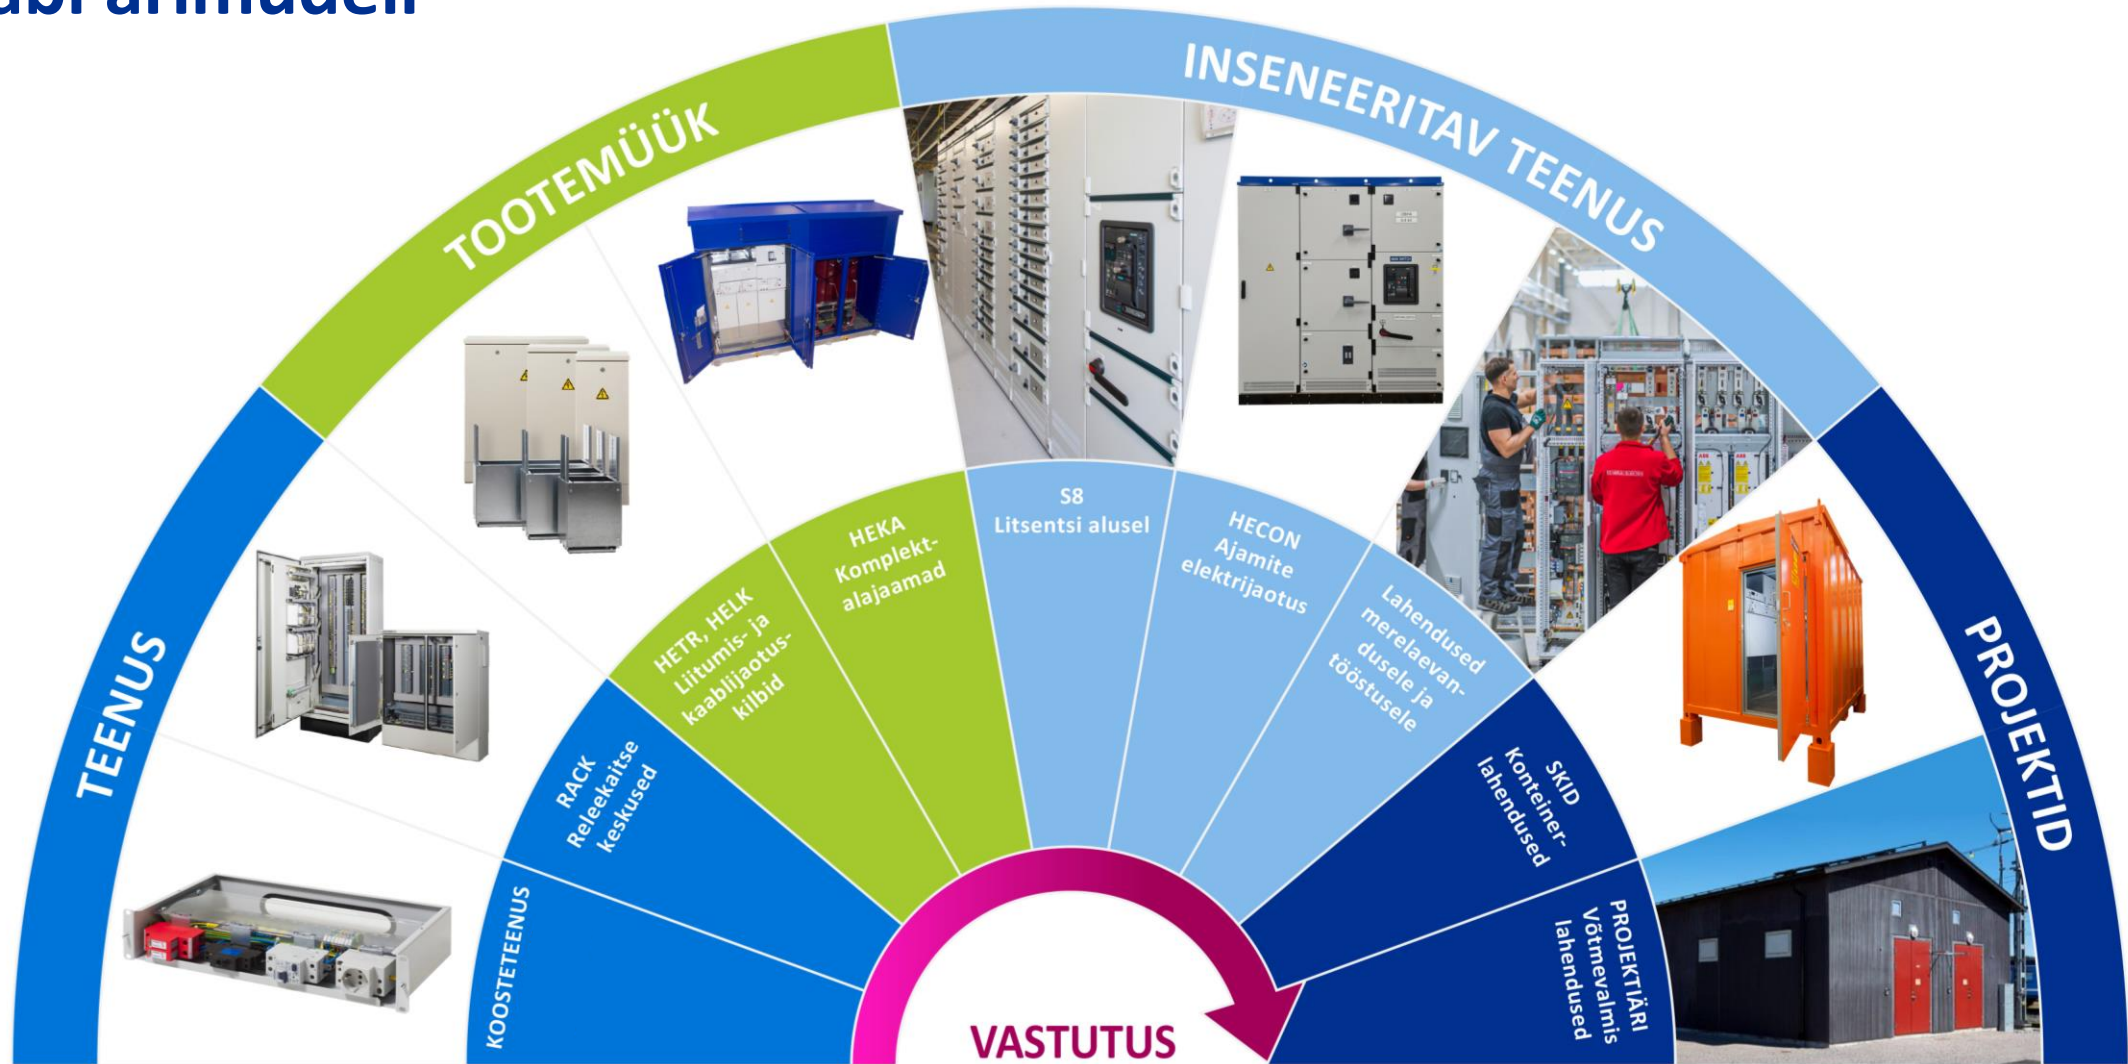 ärimudeli
TEENUS
TOOTEMÜÜK
INSENEERITAV TEENUS
PROJEKTID
KOOSTETEENUS
RACK
Releekaitse
keskused
HETR, HELK
Liitumis- ja
kaablijaotus-
kilbid
HEKA
Komplekt-
alajaamad
S8
Litsentsi alusel
HECON
Ajamite
elektrijaotus
Lahendused
merelaevan-
dusele ja
tööstusele
SKID
Konteiner-
lahendused
PROJEKTIÄRI
Võtmevalmis
lahendused
VASTUTUS